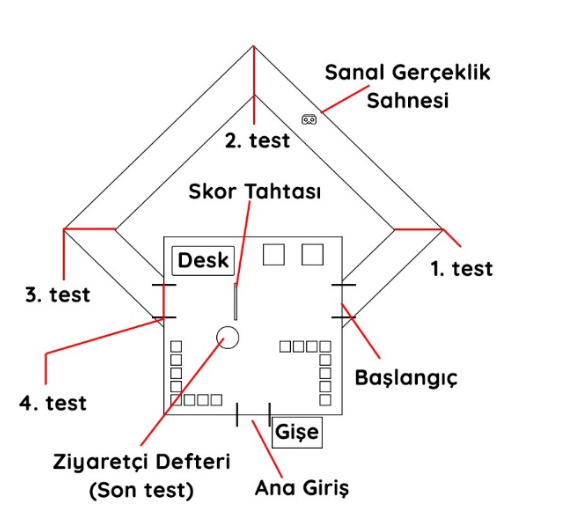 Sanal Gerçeklik
Sahnesi
2. test
Skor Tahtası
Desk
1. test
3. test
Başlangıç
4. test
Gişe
Ziyaretçi Defteri
(Son test)
Ana Giriş